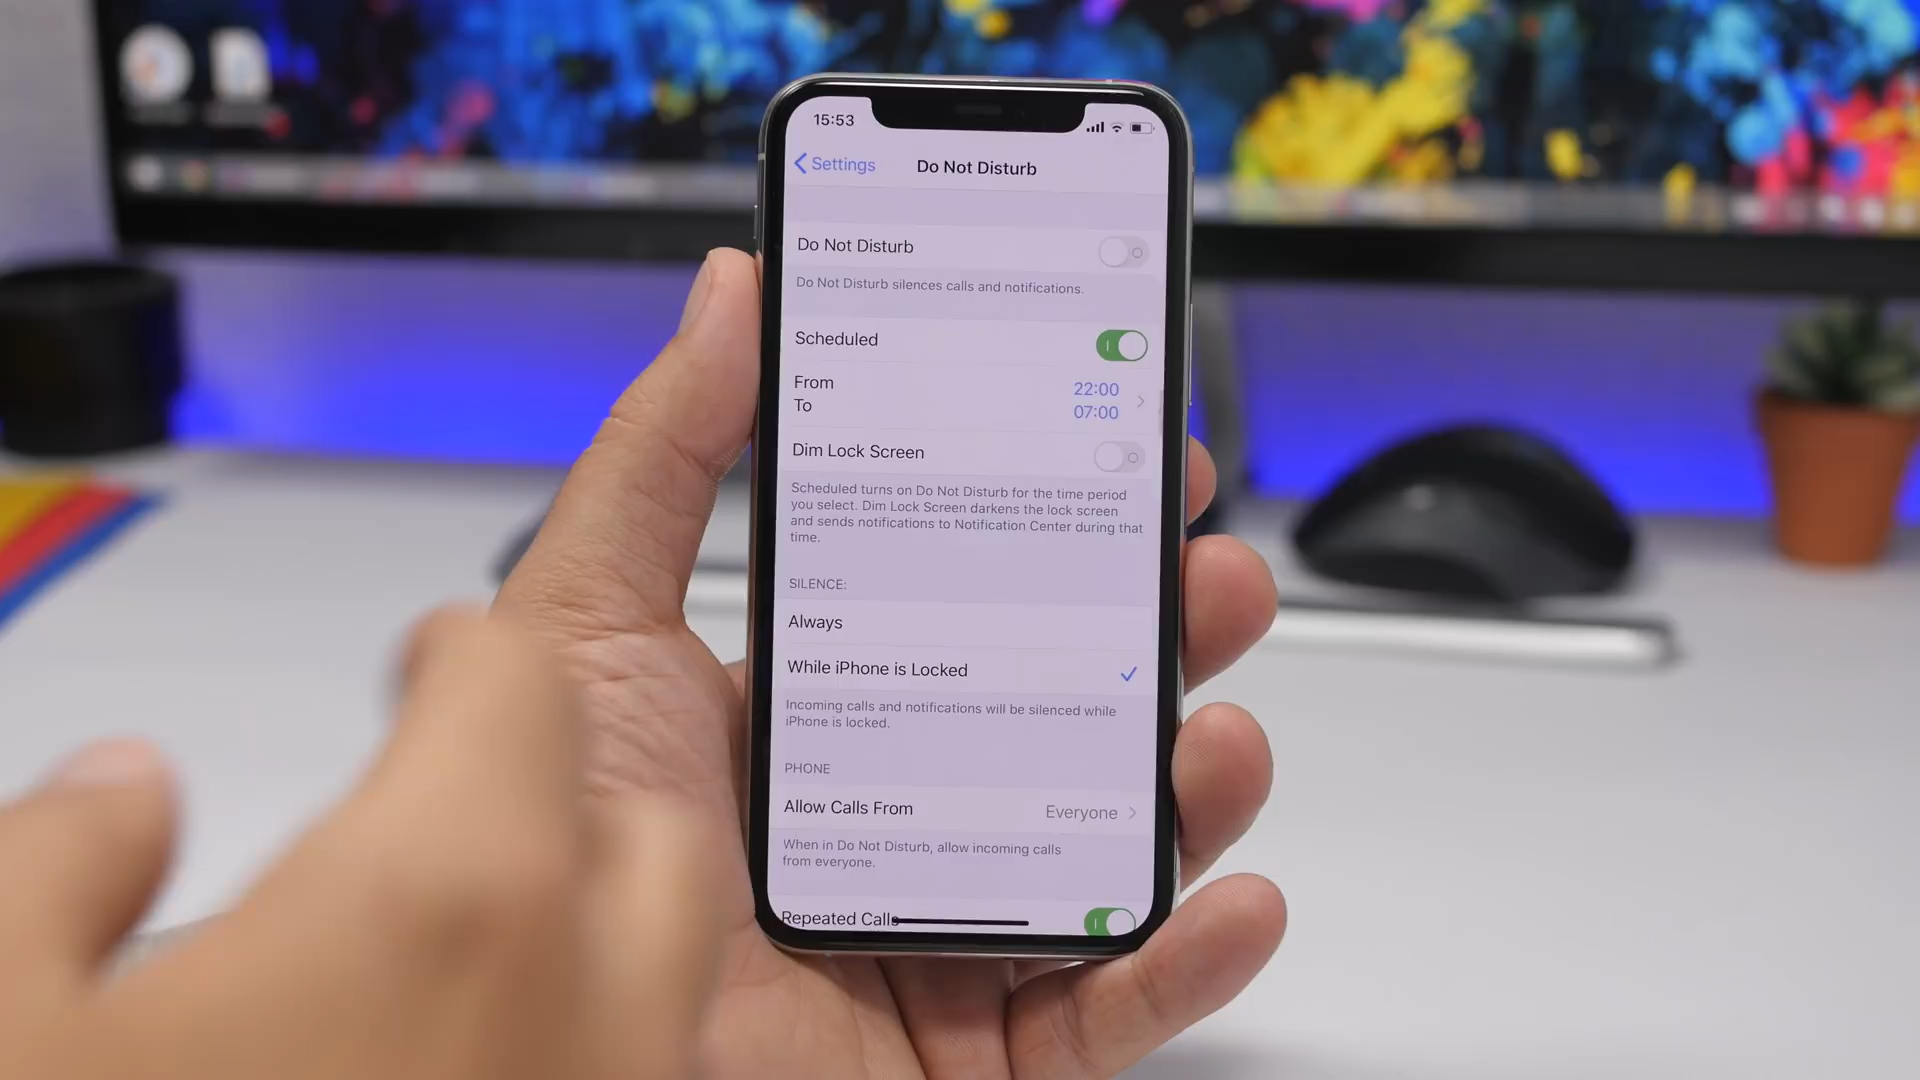 15:53
Settings
Do Not Disturb
Do Not Disturb
Do Not Disturb silences calls and notifications.
Scheduled
From
22:00
To
07:00
Dim Lock Screen
Scheduled turns on Do Not Disturb for the time period
you select. Dim Lock Screen darkens the lock screen
and sends notifications to Notification Center during that
time.
SILENCE:
Always
While iPhone is Locked
Incoming calls and notifications will be silenced while
iPhone is locked.
PHONE
Allow Calls From
Everyone
When in Do Not Disturb, allow incoming calls
from everyone.
Repeated Calls